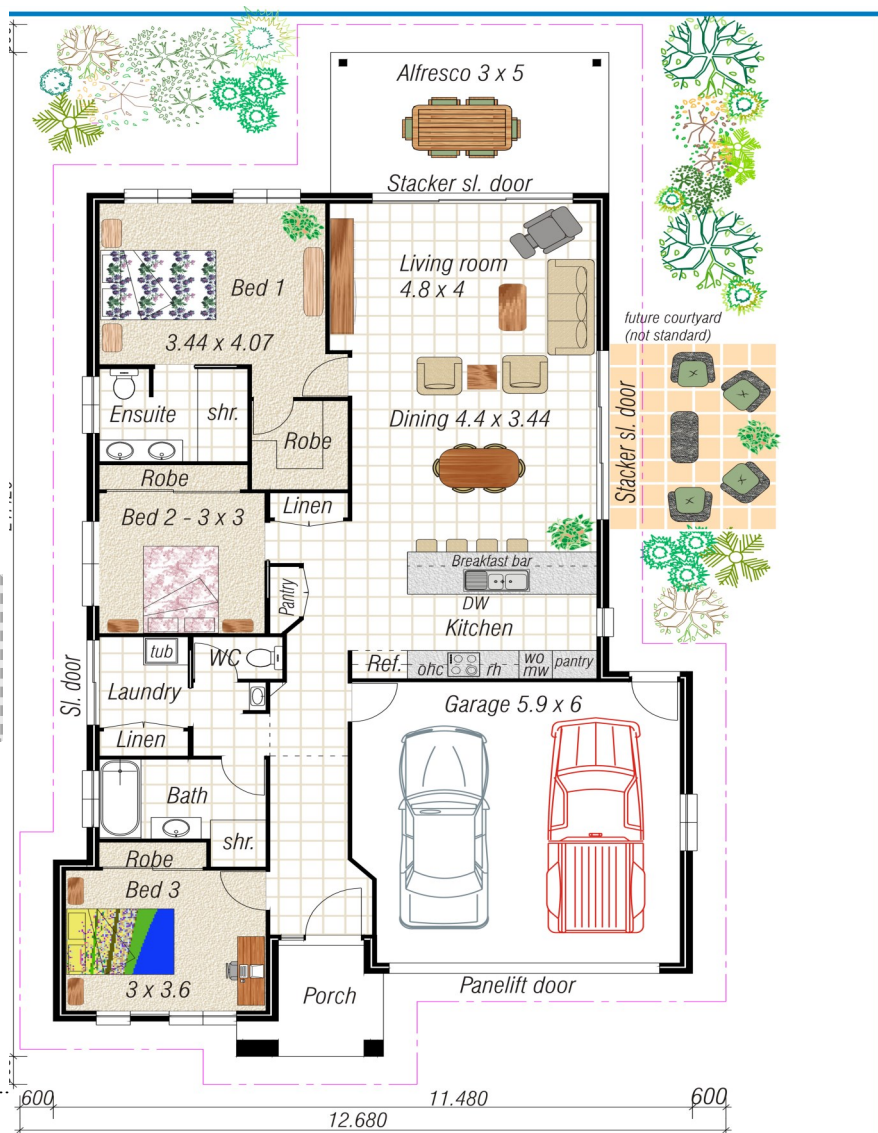 Alfresco 3 x 5
Stacker sl. door
Bed 1
3.44 x 4.07
Living room
4.8 x 4
future courtyard
(not standard)
Stacker sl. door
Ensuite
shr.
Robe
Dining 4.4 x 3.44
Robe
Bed 2 - 3 x 3
Linen
Pantry
Breakfast bar
DW
Kitchen
Ref.
ohc
rh
wo
mw
pantry
tub
WC
Sl. door
Laundry
Linen
Garage 5.9 x 6
Bath
shr.
Robe
Bed 3
3 x 3.6
Porch
Panelift door
600
11.480
600
12.680